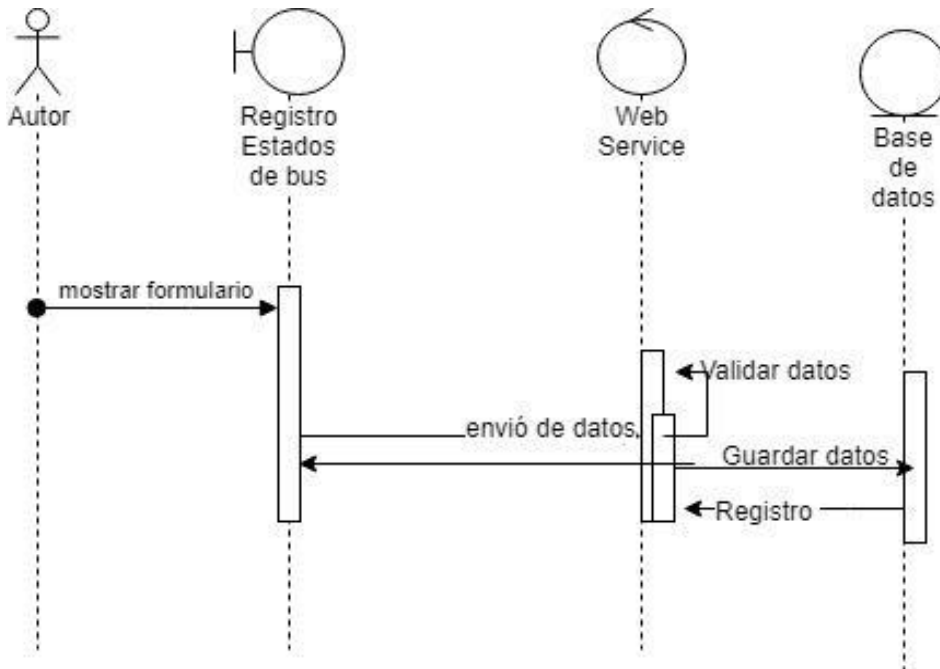 Autor
Registro
Estados
de bus
Web
Service
Base
de
datos
mostrar formulario
Validar datos
envió de datos
Guardar datos
Registro